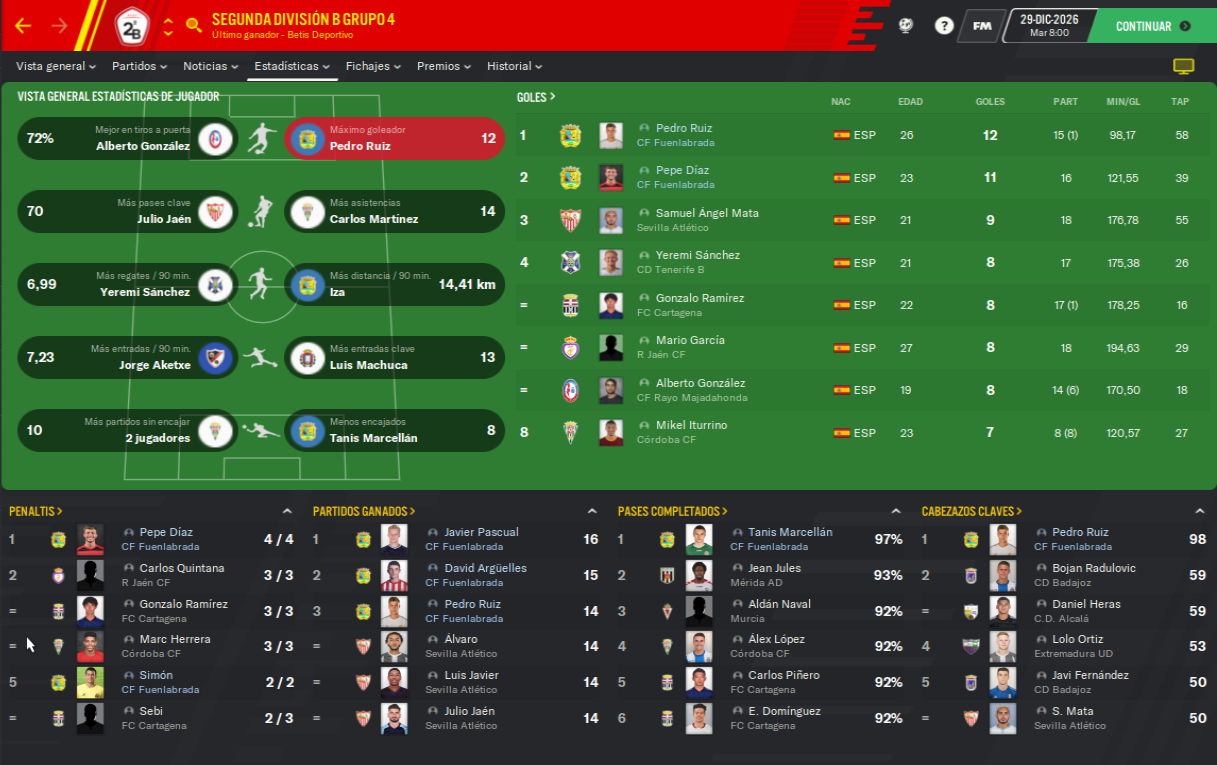 SEGUNDA DIVISIÓN B GRUPO 4
Último ganador - Betis Deportivo
2ªB
?
FM
29-DIC-2026
Mar 8:00
CONTINUAR
Vista general Partidos Noticias Estadísticas Fichajes Premios Historial
VISTA GENERAL ESTADÍSTICAS DE JUGADOR
72% Mejor en tiros a puerta
Alberto González
Máximo goleador
Pedro Ruiz 12
70 Más pases clave
Julio Jaén
Más asistencias
Carlos Martínez 14
6,99 Más regates / 90 min.
Yeremi Sánchez
Más distancia / 90 min.
Iza 14,41 km
7,23 Más entradas / 90 min.
Jorge Aketxe
Más entradas clave
Luis Machuca 13
10 Más partidos sin encajar
2 jugadores
Menos encajados
Tanis Marcellán 8
GOLES > NAC EDAD GOLES PART MIN/GL TAP
1 Pedro Ruiz ESP 26 12 15 (1) 98,17 58
CF Fuenlabrada
2 Pepe Díaz ESP 23 11 16 121,55 39
CF Fuenlabrada
3 Samuel Ángel Mata ESP 21 9 18 176,78 55
Sevilla Atlético
4 Yeremi Sánchez ESP 21 8 17 175,38 26
CD Tenerife B
= Gonzalo Ramírez ESP 22 8 17 (1) 178,25 16
FC Cartagena
= Mario García ESP 27 8 18 194,63 29
R Jaén CF
= Alberto González ESP 19 8 14 (6) 170,50 18
CF Rayo Majadahonda
8 Mikel Iturrino ESP 23 7 8 (8) 120,57 27
Córdoba CF
PENALTIS >
1 Pepe Díaz 4 / 4
CF Fuenlabrada
2 Carlos Quintana 3 / 3
R Jaén CF
= Gonzalo Ramírez 3 / 3
FC Cartagena
= Marc Herrera 3 / 3
Córdoba CF
5 Simón 2 / 2
CF Fuenlabrada
= Sebi 2 / 3
FC Cartagena
PARTIDOS GANADOS >
1 Javier Pascual 16
CF Fuenlabrada
2 David Argüelles 15
CF Fuenlabrada
3 Pedro Ruiz 14
CF Fuenlabrada
= Álvaro 14
Sevilla Atlético
= Luis Javier 14
Sevilla Atlético
= Julio Jaén 14
Sevilla Atlético
PASES COMPLETADOS >
1 Tanis Marcellán 97%
CF Fuenlabrada
2 Jean Jules 93%
Mérida AD
3 Aldán Naval 92%
Murcia
4 Álex López 92%
Córdoba CF
5 Carlos Piñero 92%
FC Cartagena
6 E. Domínguez 92%
FC Cartagena
CABEZAZOS CLAVES >
1 Pedro Ruiz 98
CF Fuenlabrada
2 Bojan Radulovic 59
CD Badajoz
= Daniel Heras 59
C.D. Alcalá
4 Lolo Ortiz 53
Extremadura UD
5 Javi Fernández 50
CD Badajoz
= S. Mata 50
Sevilla Atlético